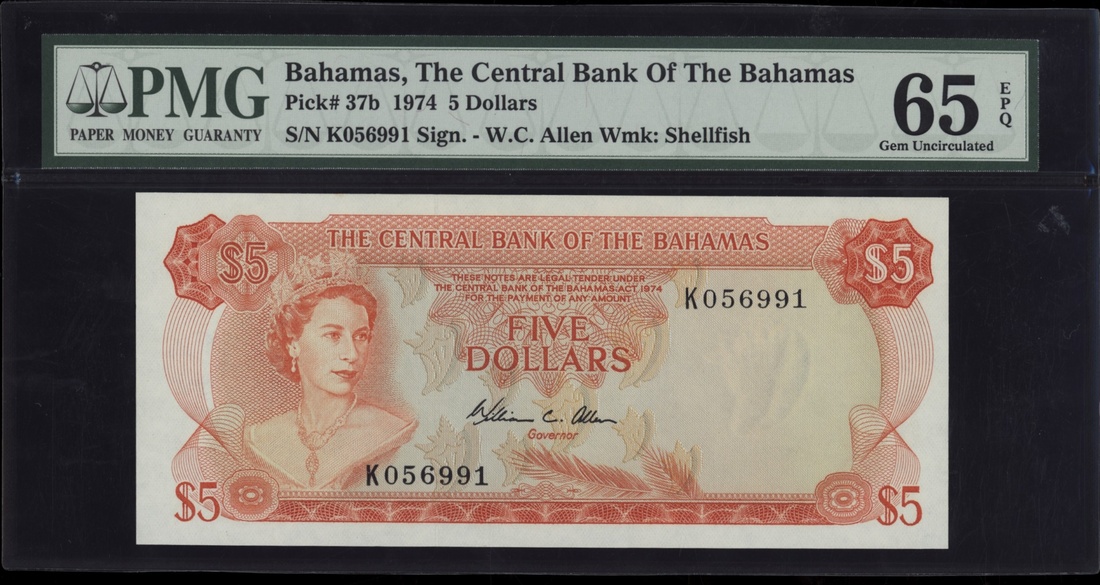 PMG
PAPER MONEY GUARANTY
Bahamas, The Central Bank Of The Bahamas
Pick# 37b 1974 5 Dollars
S/N K056991 Sign. - W.C. Allen Wmk: Shellfish
65
EPQ
Gem Uncirculated
THE CENTRAL BANK OF THE BAHAMAS
$5
$5
THESE NOTES ARE LEGAL TENDER UNDER
THE CENTRAL BANK OF THE BAHAMAS ACT 1974
FOR THE PAYMENT OF ANY AMOUNT
K056991
FIVE
DOLLARS
William C. Allen
Governor
K056991
$5
$5